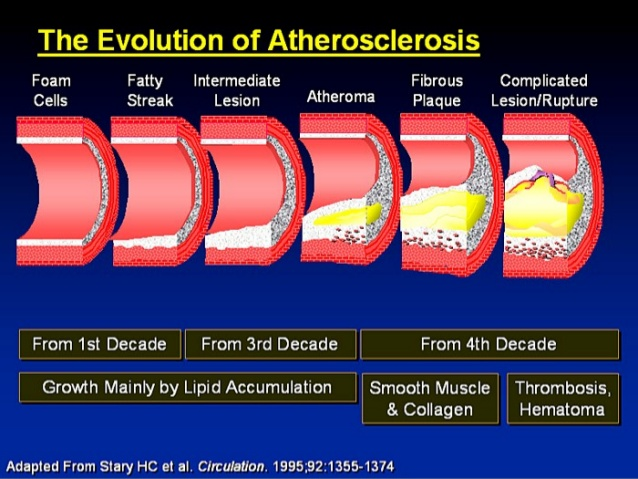 The Evolution of Atherosclerosis
Foam
Cells
Fatty
Streak
Intermediate
Lesion
Atheroma
Fibrous
Plaque
Complicated
Lesion/Rupture
From 1st Decade
From 3rd Decade
From 4th Decade
Growth Mainly by Lipid Accumulation
Smooth Muscle
& Collagen
Thrombosis,
Hematoma
Adapted From Stary HC et al. Circulation. 1995;92:1355-1374